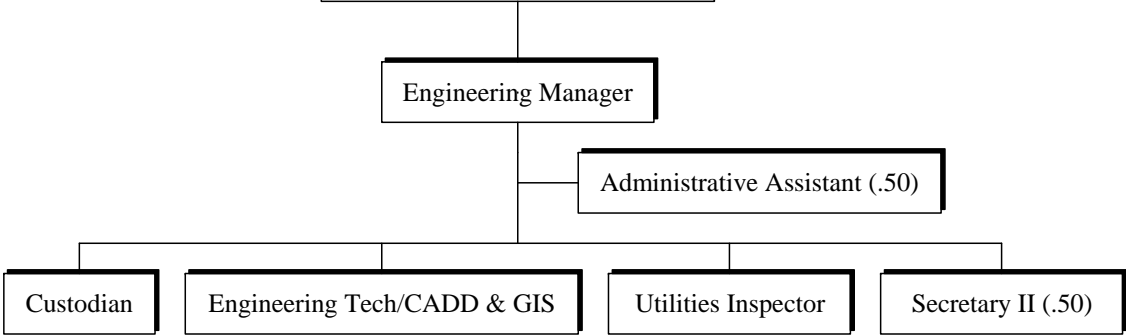 Engineering Manager
Administrative Assistant (.50)
Custodian
Engineering Tech/CADD & GIS
Utilities Inspector
Secretary II (.50)